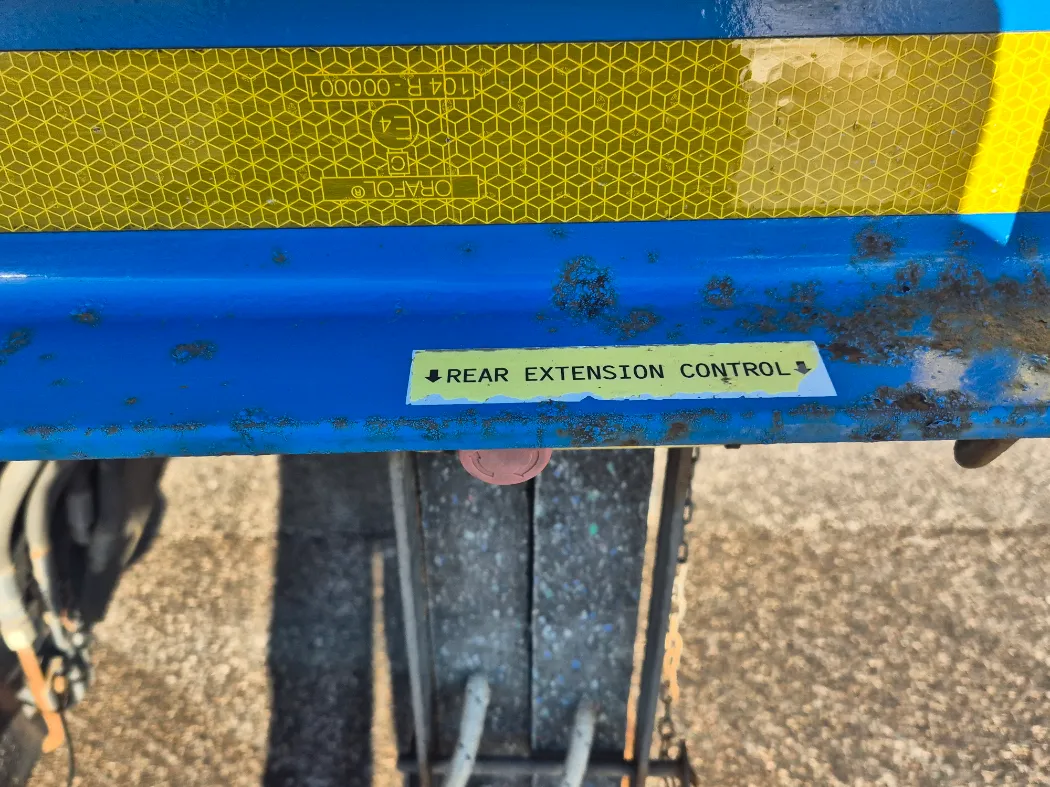 104 R - 000001
E4
C
ORAFOL®
⬇REAR EXTENSION CONTROL⬇